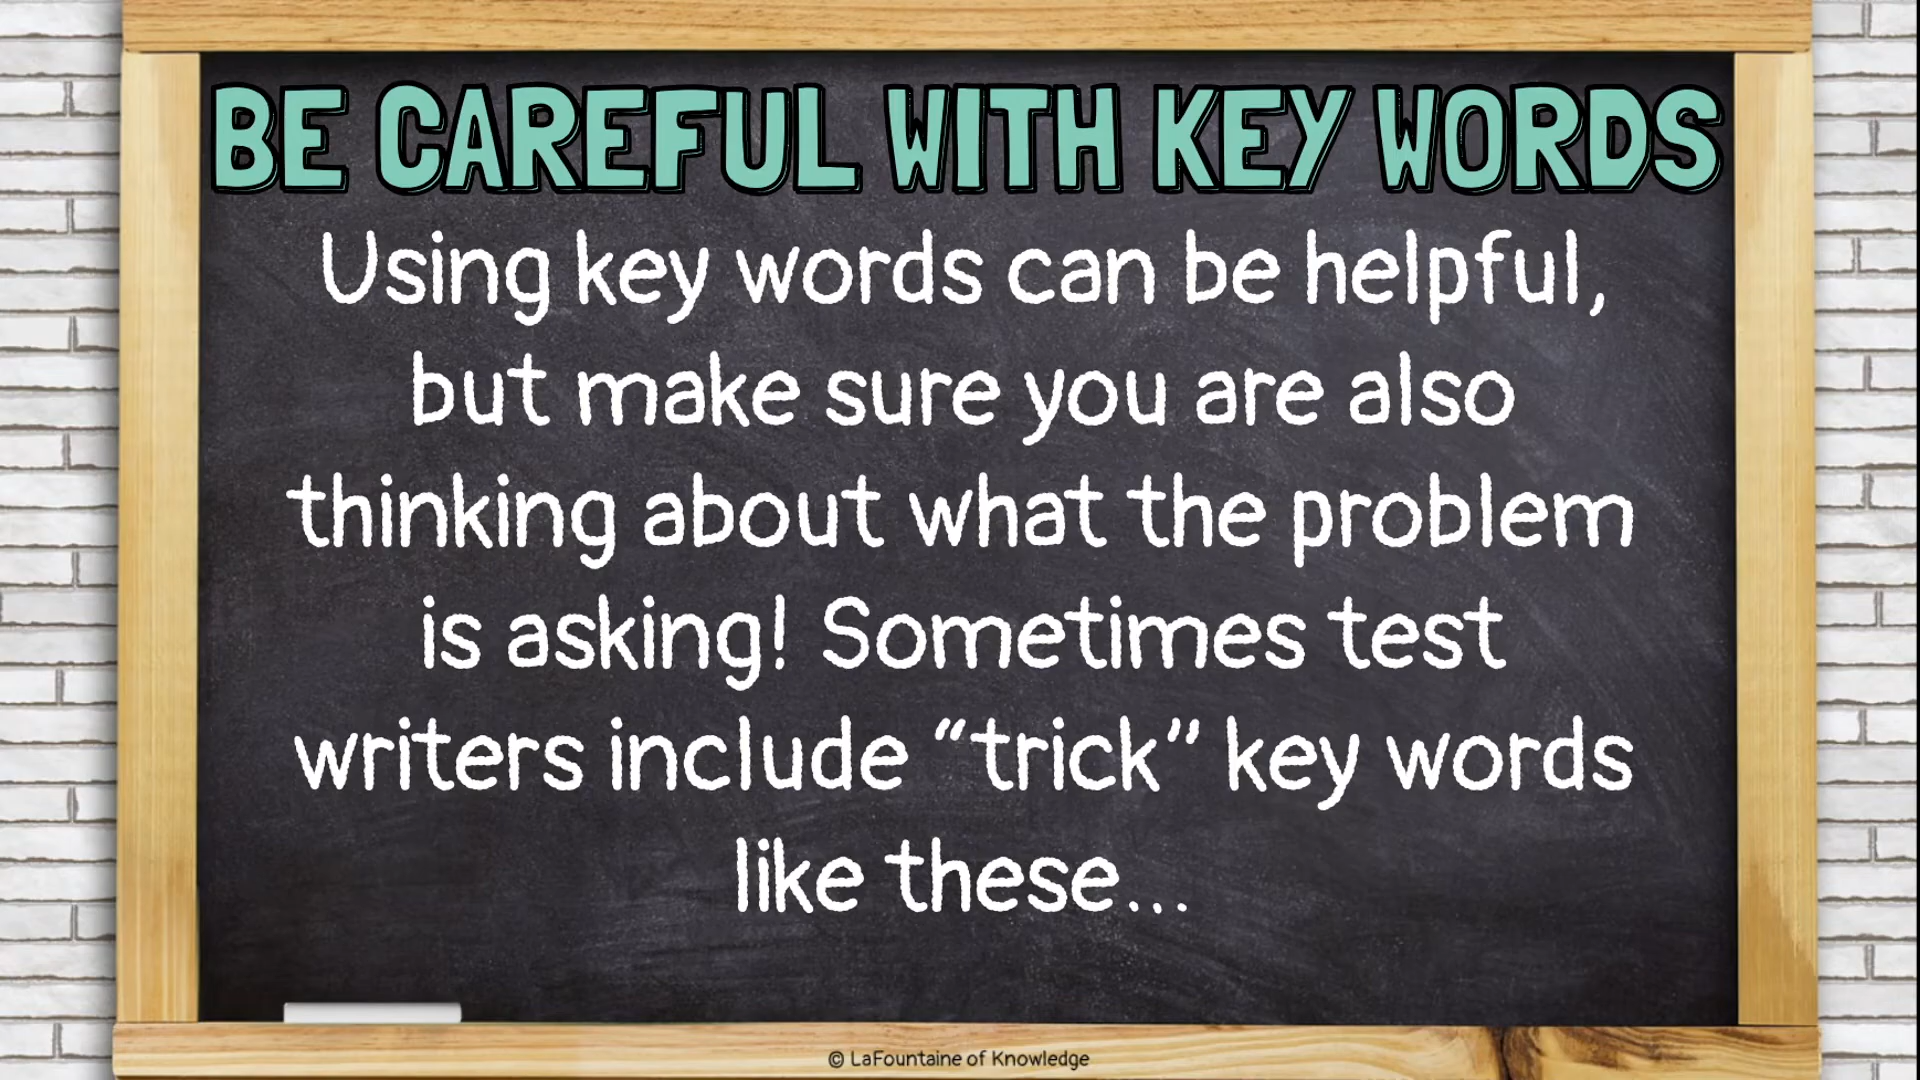 BE CAREFUL WITH KEY WORDS
Using key words can be helpful,
but make sure you are also
thinking about what the problem
is asking! Sometimes test
writers include “trick” key words
like these...
© LaFountaine of Knowledge